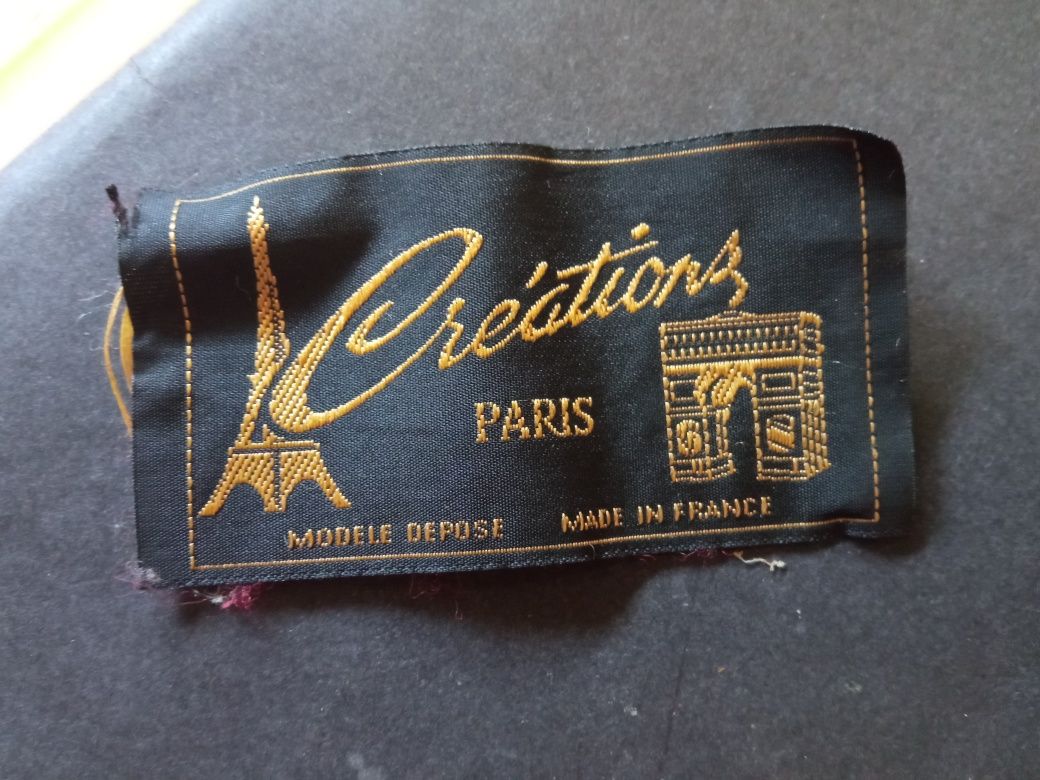 Créations
PARIS
MODELE DEPOSE MADE IN FRANCE